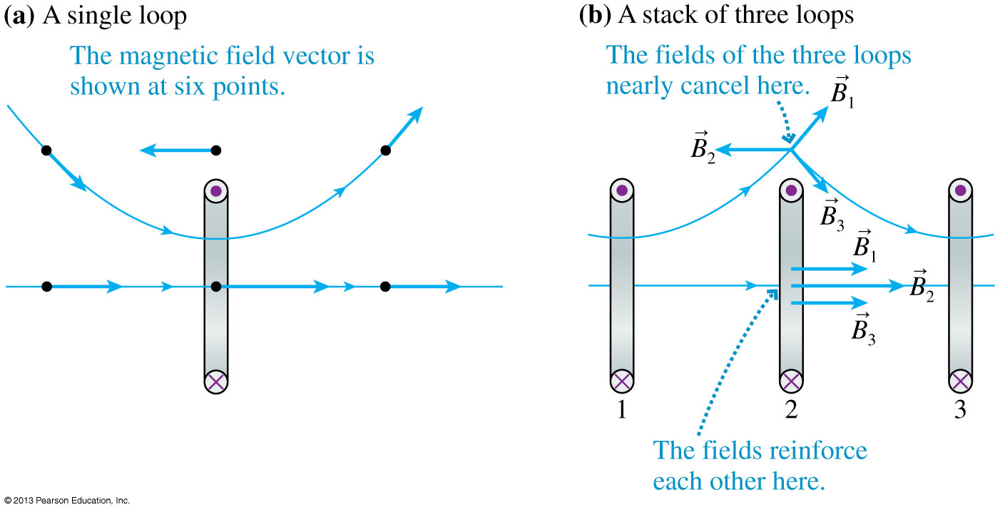 (a) A single loop
The magnetic field vector is
shown at six points.
(b) A stack of three loops
The fields of the three loops
nearly cancel here.
B⃗₁
B⃗₂
B⃗₃
B⃗₁
B⃗₂
B⃗₃
1
2
3
The fields reinforce
each other here.
© 2013 Pearson Education, Inc.